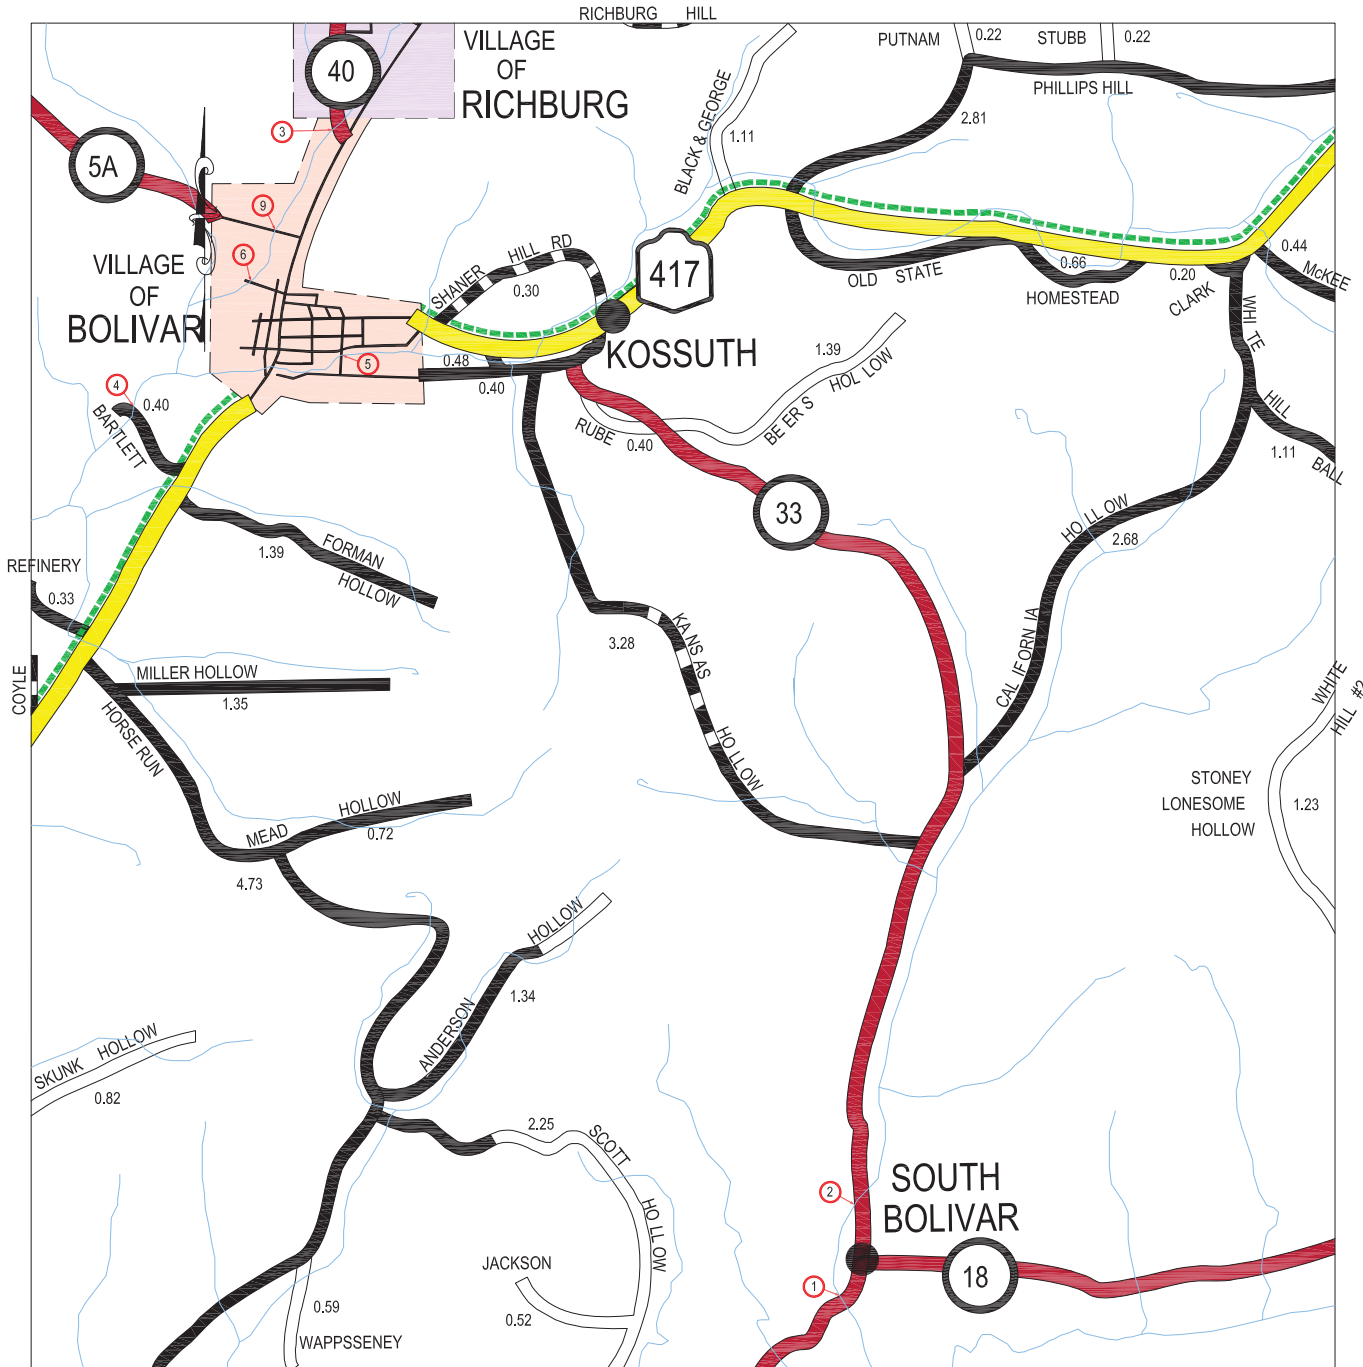 RICHBURG HILL
VILLAGE
OF
RICHBURG
40
3
5A
9
6
VILLAGE
OF
BOLIVAR
PUTNAM
0.22
STUBB
0.22
PHILLIPS HILL
2.81
BLACK & GEORGE
1.11
SHANER HILL RD
0.30
417
OLD STATE
0.66
HOMESTEAD
0.20
CLARK
0.44
McKEE
WHITE HILL
1.11
BALL
KOSSUTH
0.48
0.40
5
4
0.40
BARTLETT
1.39
BEERS HOLLOW
RUBE
0.40
33
HOLLOW
2.68
CALIFORNIA
1.39
FORMAN
HOLLOW
REFINERY
0.33
COYLE
MILLER HOLLOW
1.35
HORSE RUN
3.28
KANSAS
HOLLOW
WHITE
HILL #2
STONEY
LONESOME
HOLLOW
1.23
MEAD HOLLOW
0.72
4.73
ANDERSON HOLLOW
1.34
SKUNK HOLLOW
0.82
2.25
SCOTT HOLLOW
JACKSON
0.52
0.59
WAPPSSENEY
2
SOUTH
BOLIVAR
1
18